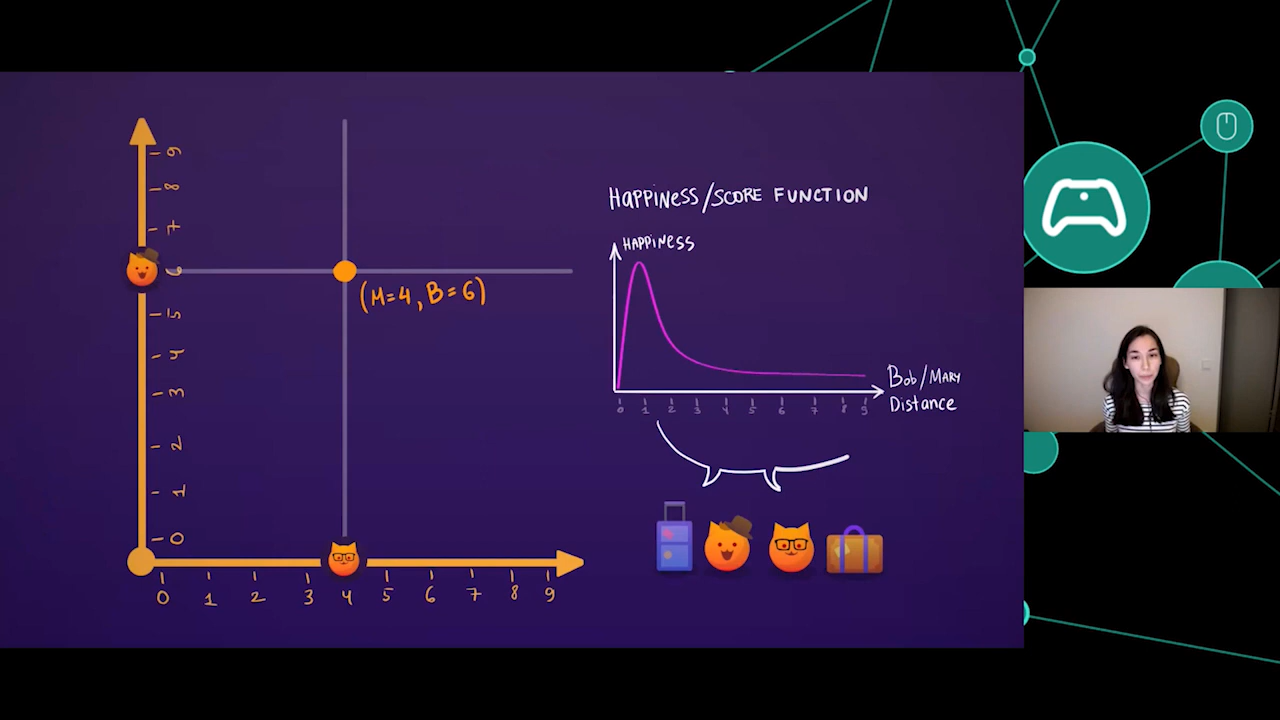 9
8
7
6
5
4
3
2
1
0
0 1 2 3 4 5 6 7 8 9
(M=4, B=6)
HAPPINESS/SCORE FUNCTION
HAPPINESS
0 1 2 3 4 5 6 7 8 9
Bob/MARY
Distance